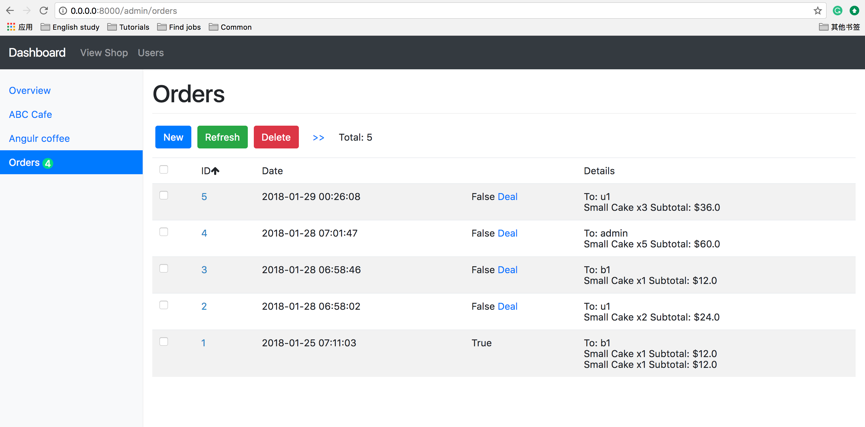 0.0.0.0:8000/admin/orders
应用 English study Tutorials Find jobs Common 其他书签
Dashboard View Shop Users
Overview
ABC Cafe
Angulr coffee
Orders 4
Orders
New Refresh Delete >> Total: 5
ID Date Details
5 2018-01-29 00:26:08 False Deal To: u1
Small Cake x3 Subtotal: $36.0
4 2018-01-28 07:01:47 False Deal To: admin
Small Cake x5 Subtotal: $60.0
3 2018-01-28 06:58:46 False Deal To: b1
Small Cake x1 Subtotal: $12.0
2 2018-01-28 06:58:02 False Deal To: u1
Small Cake x2 Subtotal: $24.0
1 2018-01-25 07:11:03 True To: b1
Small Cake x1 Subtotal: $12.0
Small Cake x1 Subtotal: $12.0